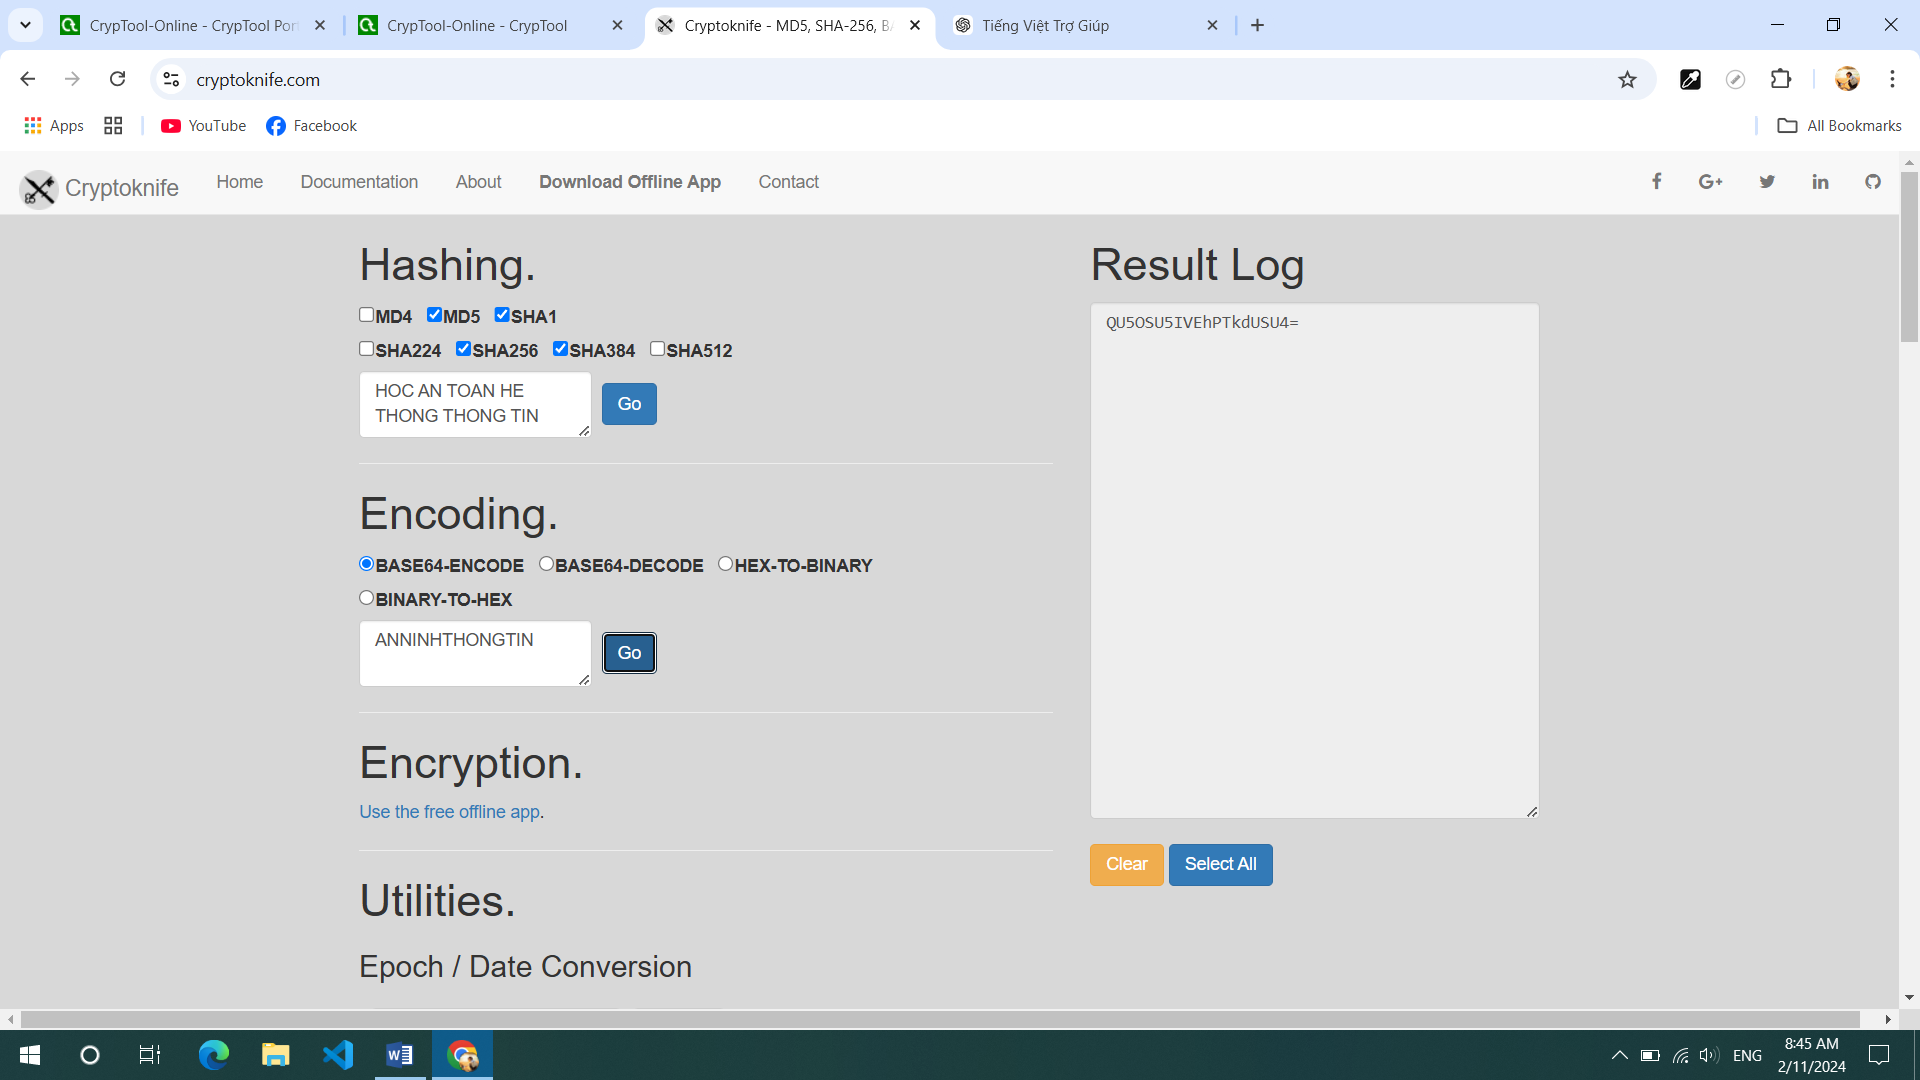 CrypTool-Online - CrypTool Por
CrypTool-Online - CrypTool
Cryptoknife - MD5, SHA-256, BA
Tiếng Việt Trợ Giúp
cryptoknife.com
Apps
YouTube
Facebook
All Bookmarks
Cryptoknife
Home
Documentation
About
Download Offline App
Contact
Hashing.
MD4 MD5 SHA1
SHA224 SHA256 SHA384 SHA512
HOC AN TOAN HE
THONG THONG TIN
Go
Encoding.
BASE64-ENCODE BASE64-DECODE HEX-TO-BINARY
BINARY-TO-HEX
ANNINHTHONGTIN
Go
Encryption.
Use the free offline app.
Utilities.
Epoch / Date Conversion
Result Log
QU5OSU5IVEhPTkdUSU4=
Clear
Select All
ENG
8:45 AM
2/11/2024